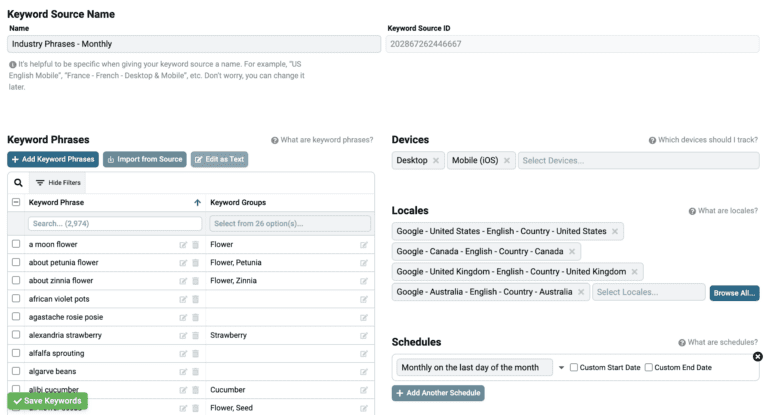 Keyword Source Name
Name
Keyword Source ID
Industry Phrases - Monthly
202867262446667
It's helpful to be specific when giving your keyword source a name. For example, "US
English Mobile", "France - French - Desktop & Mobile", etc. Don't worry, you can change it
later.
Keyword Phrases
What are keyword phrases?
Add Keyword Phrases
Import from Source
Edit as Text
Hide Filters
Keyword Phrase
Keyword Groups
Search... (2,974)
Select from 26 option(s)...
a moon flower
Flower
about petunia flower
Flower, Petunia
about zinnia flower
Flower, Zinnia
african violet pots
agastache rosie posie
alexandria strawberry
Strawberry
alfalfa sprouting
algarve beans
alibi cucumber
Cucumber
Flower, Seed
Save Keywords
Devices
Which devices should I track?
Desktop
Mobile (iOS)
Select Devices...
Locales
What are locales?
Google - United States - English - Country - United States
Google - Canada - English - Country - Canada
Google - United Kingdom - English - Country - United Kingdom
Google - Australia - English - Country - Australia
Select Locales...
Browse All...
Schedules
What are schedules?
Monthly on the last day of the month
Custom Start Date
Custom End Date
Add Another Schedule